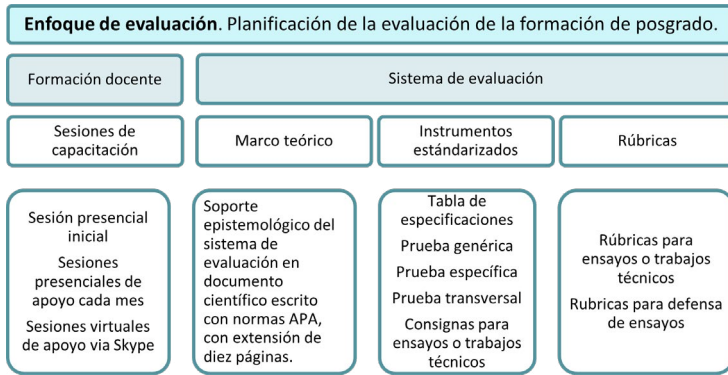 Enfoque de evaluación. Planificación de la evaluación de la formación de posgrado.
Formación docente
Sistema de evaluación
Sesiones de
capacitación
Marco teórico
Instrumentos
estándarizados
Rúbricas
Sesión presencial
inicial
Sesiones
presenciales de
apoyo cada mes
Sesiones virtuales
de apoyo via Skype
Soporte
epistemológico del
sistema de
evaluación en
documento
científico escrito
con normas APA,
con extensión de
diez páginas.
Tabla de
especificaciones
Prueba genérica
Prueba específica
Prueba transversal
Consignas para
ensayos o trabajos
técnicos
Rúbricas para
ensayos o trabajos
técnicos
Rubricas para defensa
de ensayos